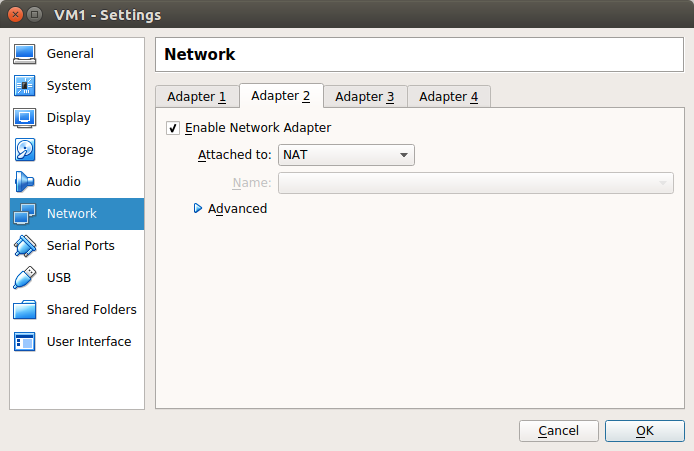 VM1 - Settings
General
System
Display
Storage
Audio
Network
Serial Ports
USB
Shared Folders
User Interface
Network
Adapter 1 Adapter 2 Adapter 3 Adapter 4
Enable Network Adapter
Attached to: NAT
Name:
Advanced
Cancel OK